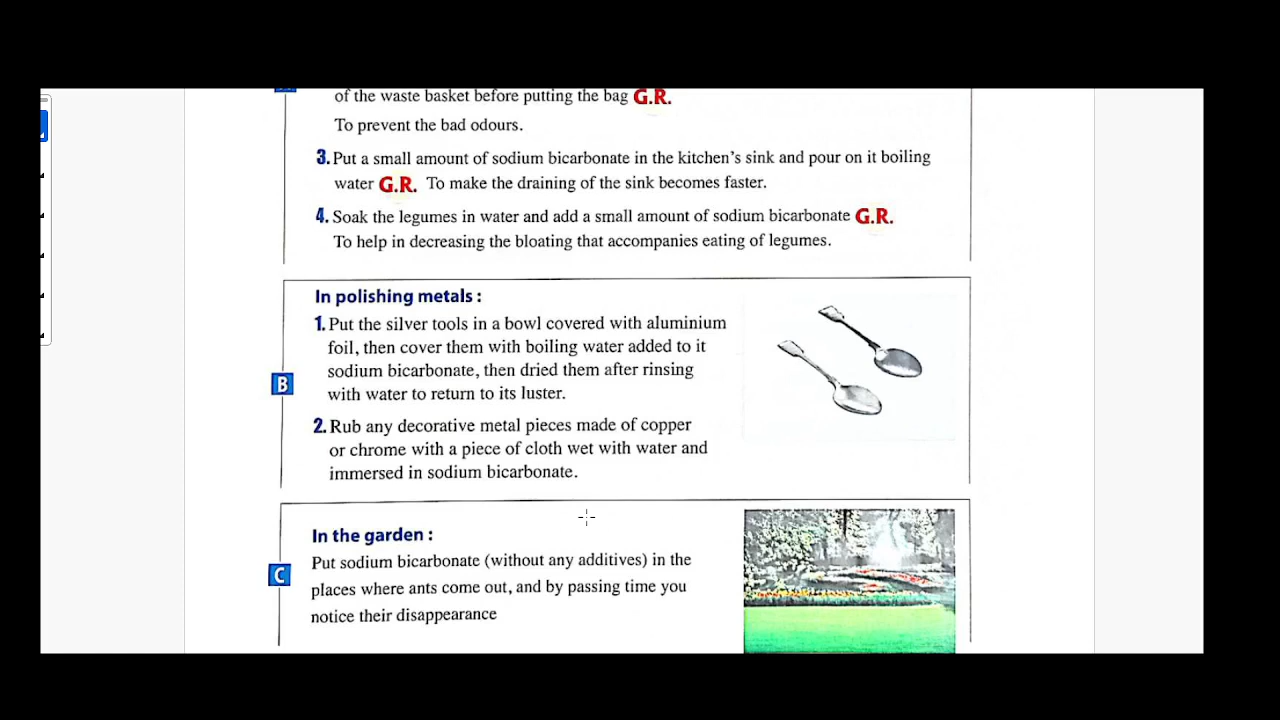 of the waste basket before putting the bag G.R.
To prevent the bad odours.
3. Put a small amount of sodium bicarbonate in the kitchen's sink and pour on it boiling
water G.R. To make the draining of the sink becomes faster.
4. Soak the legumes in water and add a small amount of sodium bicarbonate G.R.
To help in decreasing the bloating that accompanies eating of legumes.
In polishing metals :
1. Put the silver tools in a bowl covered with aluminium
foil, then cover them with boiling water added to it
sodium bicarbonate, then dried them after rinsing
with water to return to its luster.
B
2. Rub any decorative metal pieces made of copper
or chrome with a piece of cloth wet with water and
immersed in sodium bicarbonate.
In the garden :
C
Put sodium bicarbonate (without any additives) in the
places where ants come out, and by passing time you
notice their disappearance